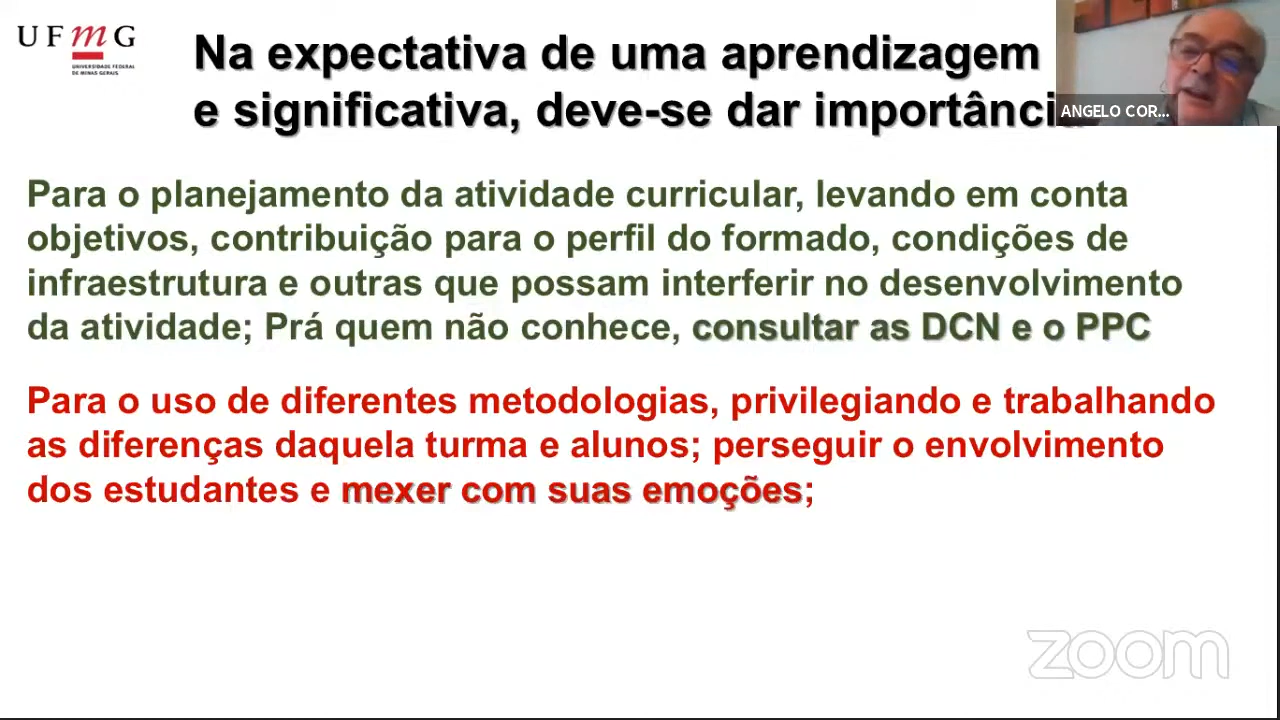 UFmG
UNIVERSIDADE FEDERAL
DE MINAS GERAIS
Na expectativa de uma aprendizagem
e significativa, deve-se dar importânci
ANGELO COR...
Para o planejamento da atividade curricular, levando em conta
objetivos, contribuição para o perfil do formado, condições de
infraestrutura e outras que possam interferir no desenvolvimento
da atividade; Prá quem não conhece, consultar as DCN e o PPC
Para o uso de diferentes metodologias, privilegiando e trabalhando
as diferenças daquela turma e alunos; perseguir o envolvimento
dos estudantes e mexer com suas emoções;
zoom